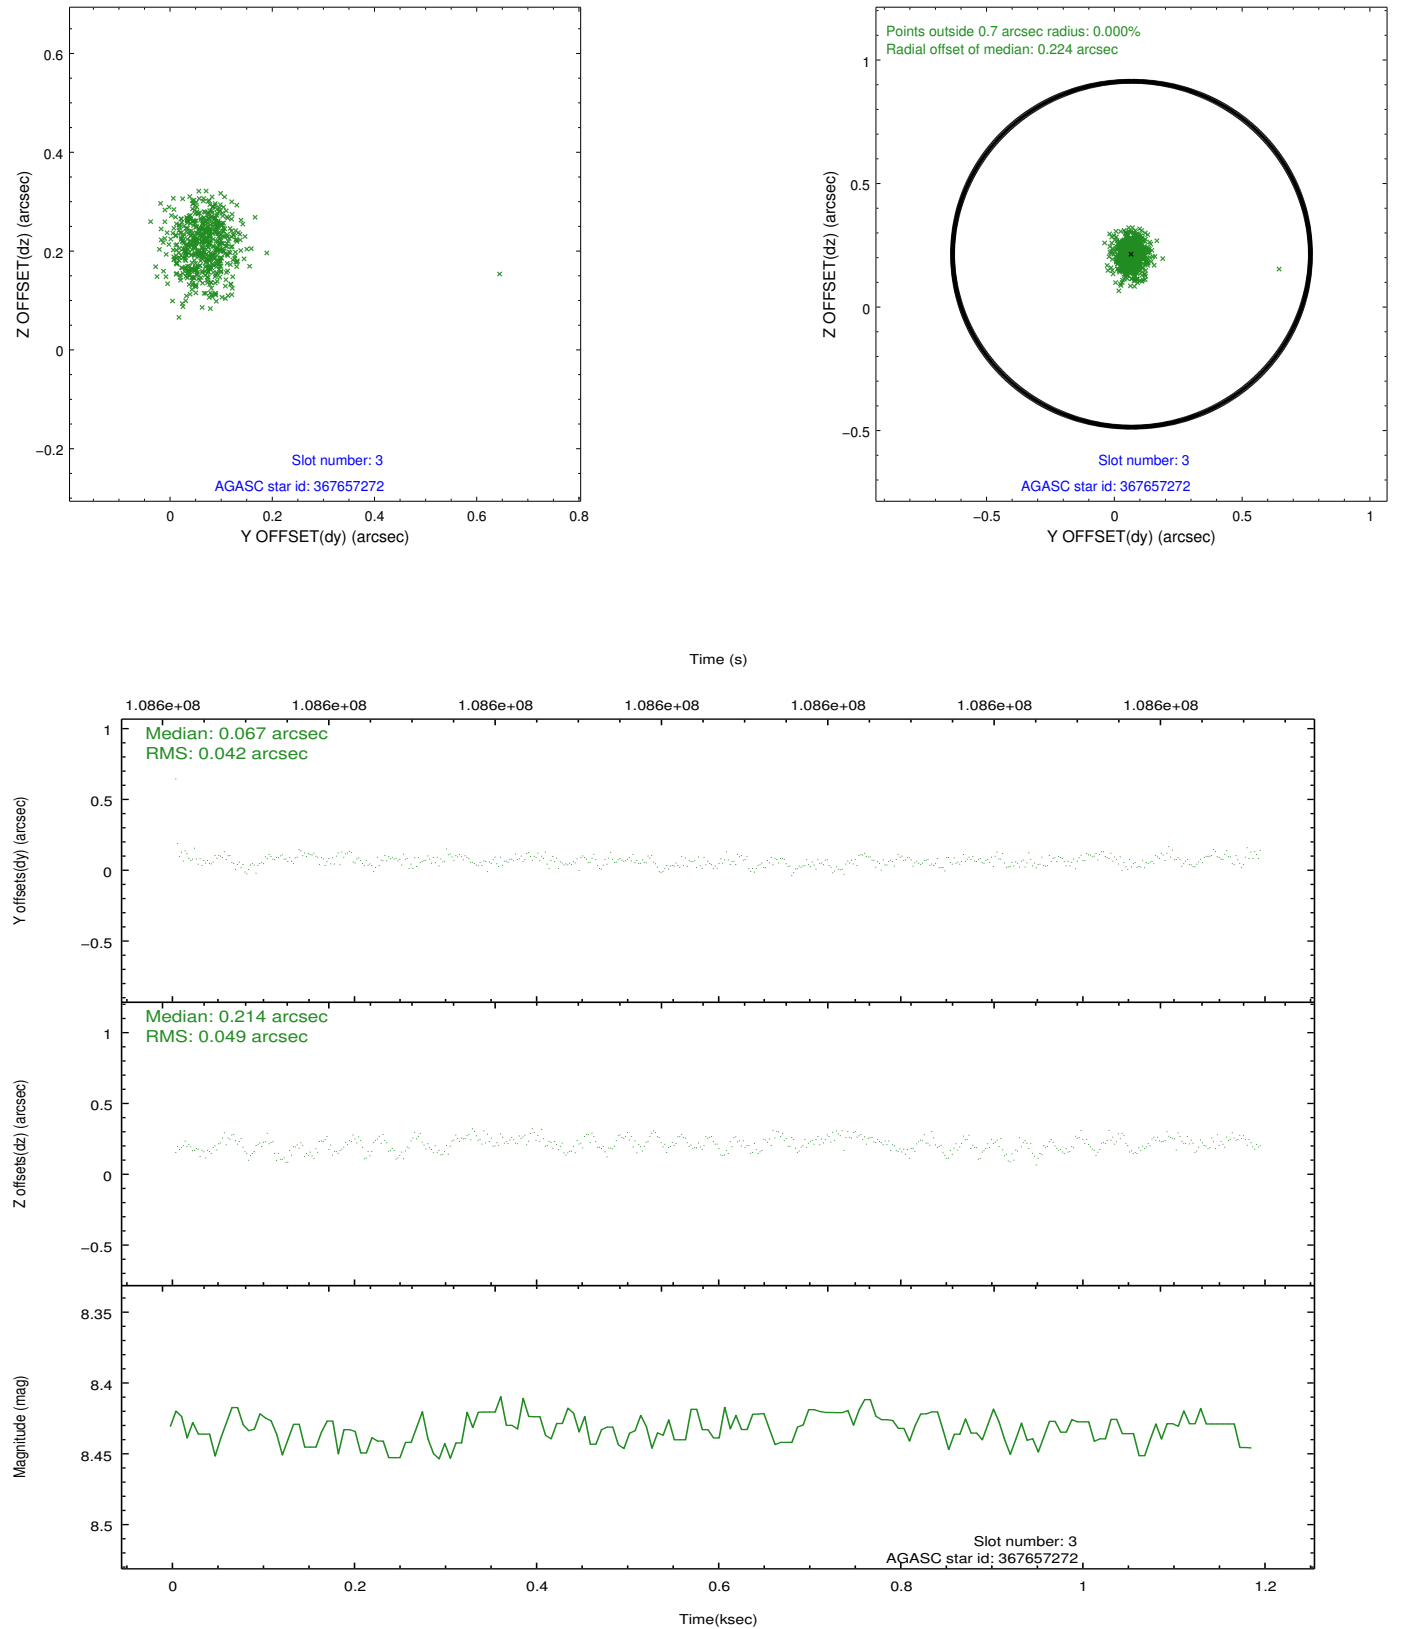 0.6
0.4
0.2
0
−0.2
Z OFFSET(dz) (arcsec)
Slot number: 3
AGASC star id: 367657272
0 0.2 0.4 0.6 0.8
Y OFFSET(dy) (arcsec)
Points outside 0.7 arcsec radius: 0.000%
Radial offset of median: 0.224 arcsec
1
0.5
0
−0.5
Z OFFSET(dz) (arcsec)
Slot number: 3
AGASC star id: 367657272
−0.5 0 0.5 1
Y OFFSET(dy) (arcsec)
Time (s)
1.086e+08 1.086e+08 1.086e+08 1.086e+08 1.086e+08 1.086e+08 1.086e+08
Median: 0.067 arcsec
RMS: 0.042 arcsec
1
0.5
0
−0.5
Y offsets(dy) (arcsec)
Median: 0.214 arcsec
RMS: 0.049 arcsec
1
0.5
0
−0.5
Z offsets(dz) (arcsec)
8.35
8.4
8.45
8.5
Magnitude (mag)
Slot number: 3
AGASC star id: 367657272
0 0.2 0.4 0.6 0.8 1 1.2
Time(ksec)